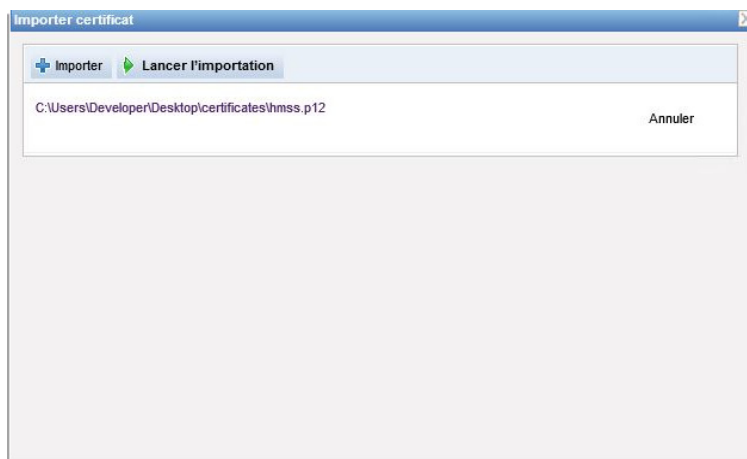 Importer certificat
Importer Lancer l'importation
C:\Users\Developer\Desktop\certificates\hmss.p12
Annuler